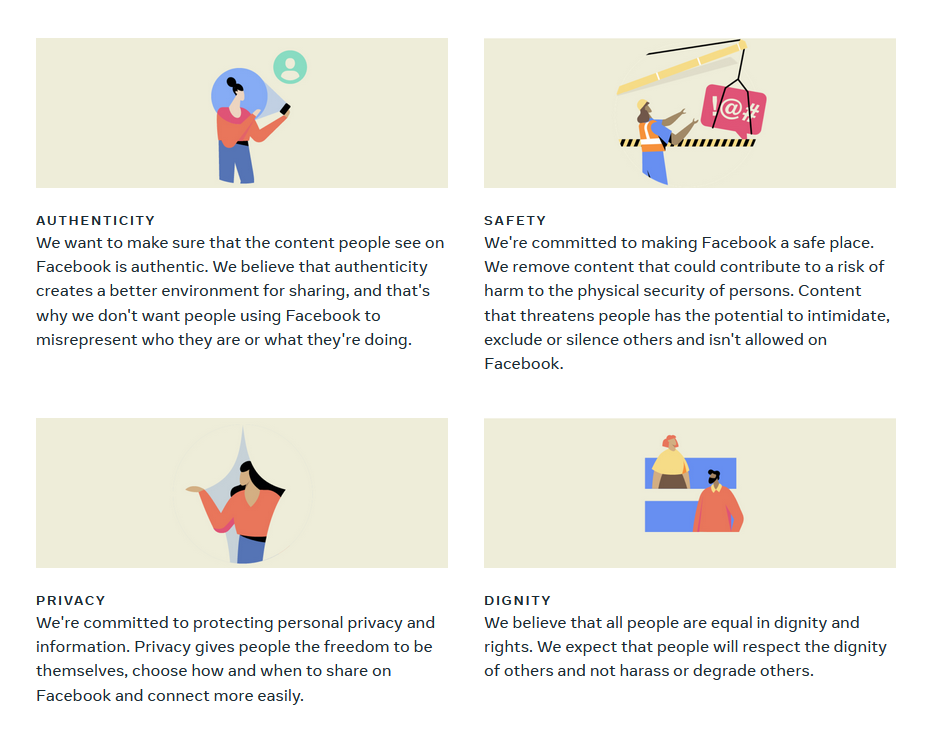 !@#
AUTHENTICITY
We want to make sure that the content people see on
Facebook is authentic. We believe that authenticity
creates a better environment for sharing, and that's
why we don't want people using Facebook to
misrepresent who they are or what they're doing.
SAFETY
We're committed to making Facebook a safe place.
We remove content that could contribute to a risk of
harm to the physical security of persons. Content
that threatens people has the potential to intimidate,
exclude or silence others and isn't allowed on
Facebook.
PRIVACY
We're committed to protecting personal privacy and
information. Privacy gives people the freedom to be
themselves, choose how and when to share on
Facebook and connect more easily.
DIGNITY
We believe that all people are equal in dignity and
rights. We expect that people will respect the dignity
of others and not harass or degrade others.